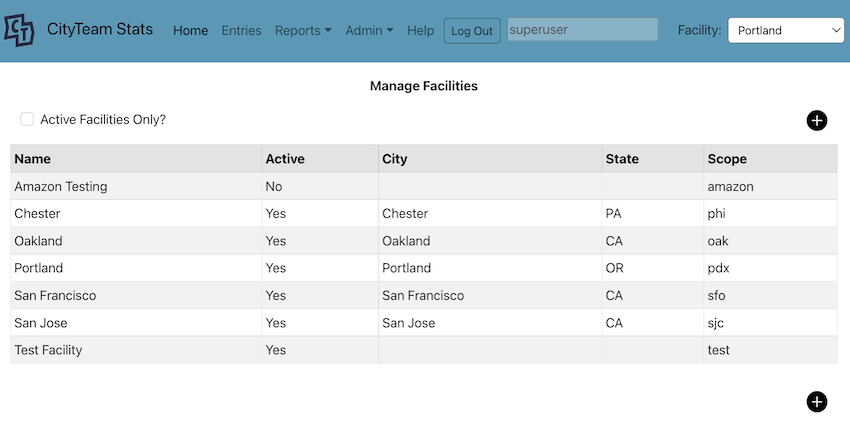 CT CityTeam Stats Home Entries Reports Admin Help Log Out superuser Facility: Portland
Manage Facilities
Active Facilities Only?
Name Active City State Scope
Amazon Testing No amazon
Chester Yes Chester PA phi
Oakland Yes Oakland CA oak
Portland Yes Portland OR pdx
San Francisco Yes San Francisco CA sfo
San Jose Yes San Jose CA sjc
Test Facility Yes test